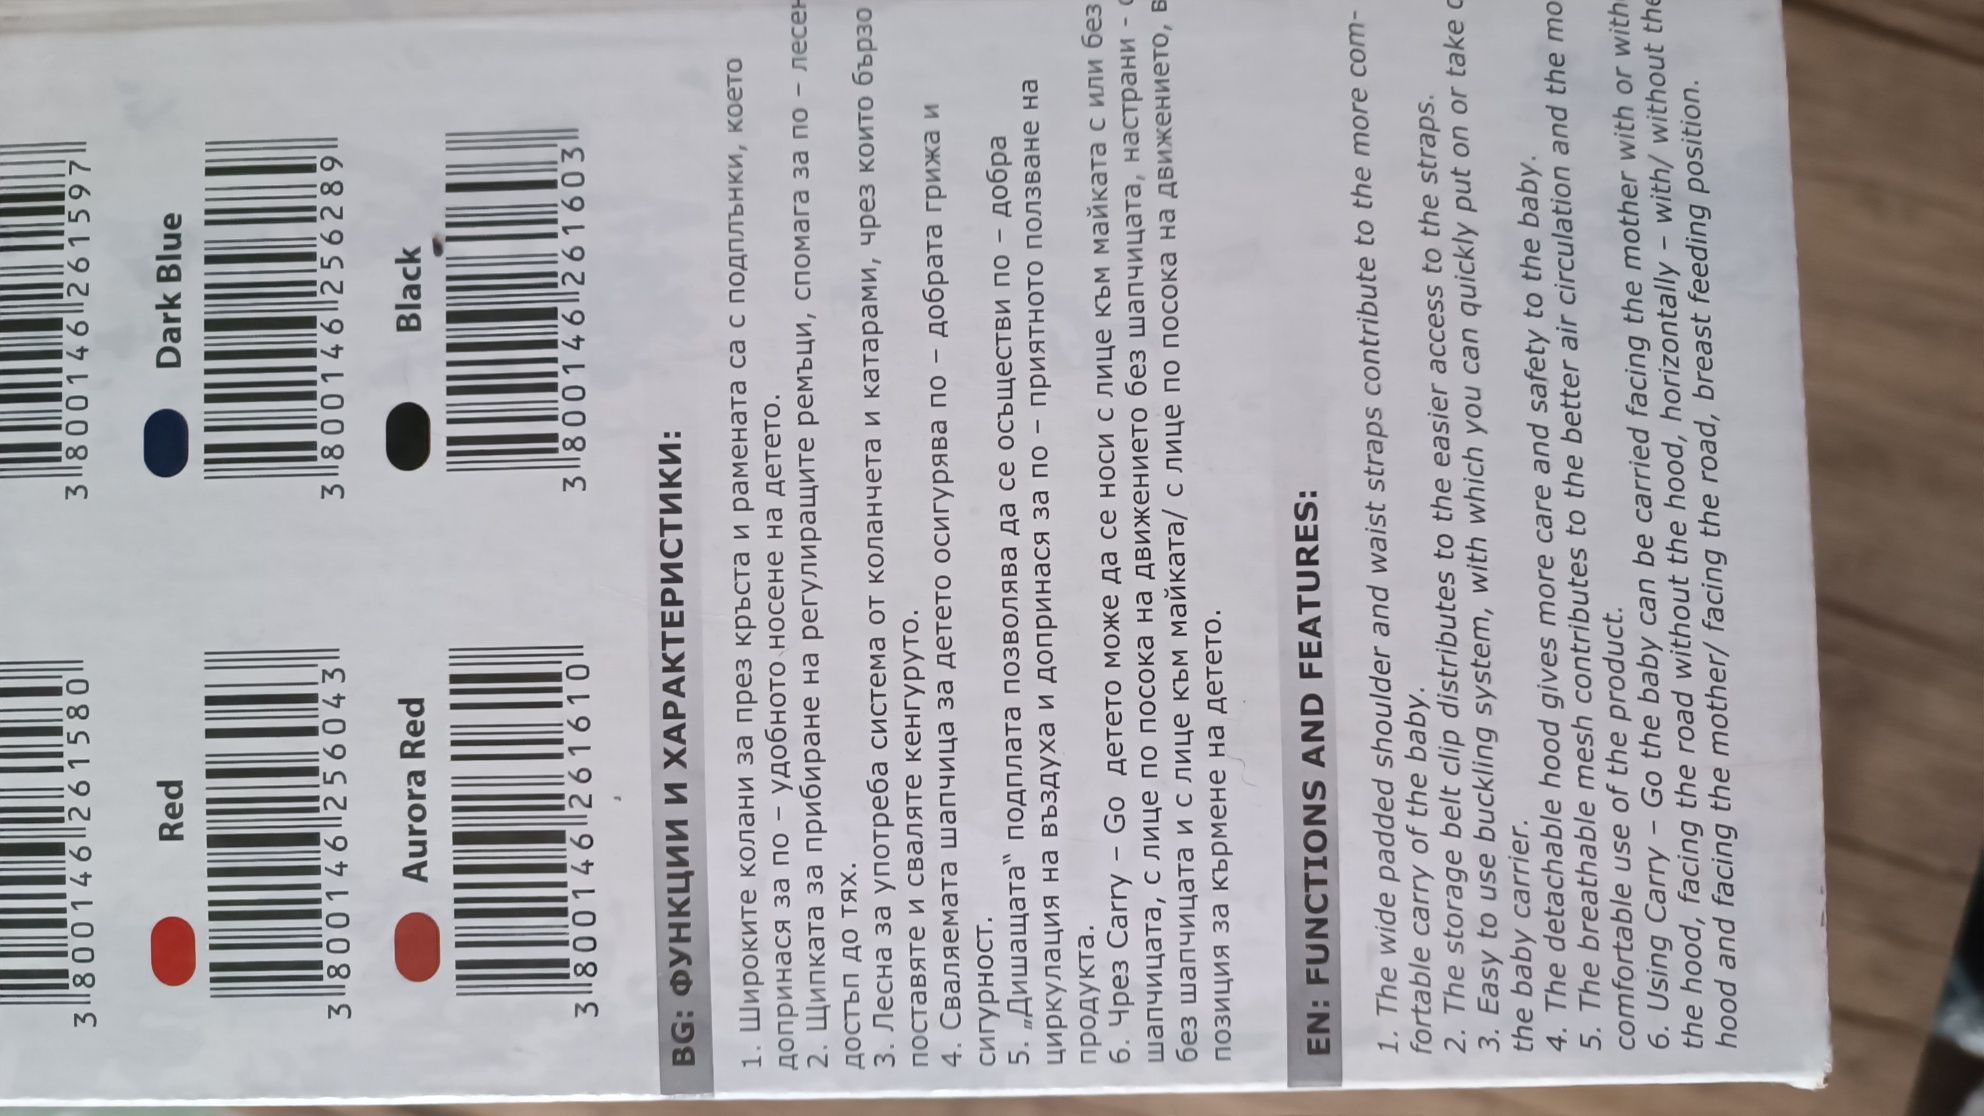 3 800146 261580
3 800146 261597
Red
Dark Blue
3 800146 256043
3 800146 256289
Aurora Red
Black
3 800146 261610
3 800146 261603
BG: ФУНКЦИИ И ХАРАКТЕРИСТИКИ:
1. Широките колани за през кръста и рамената са с подплънки, което
допринася за по – удобното носене на детето.
2. Щипката за прибиране на регулиращите ремъци, спомага за по – лесен
достъп до тях.
3. Лесна за употреба система от коланчета и катарами, чрез които бързо
поставяте и сваляте кенгуруто.
4. Сваляемата шапчица за детето осигурява по – добрата грижа и
сигурност.
5. „Дишащата“ подплата позволява да се осъществи по – добра
циркулация на въздуха и допринася за по – приятното ползване на
продукта.
6. Чрез Carry – Go детето може да се носи с лице към майката с или без
шапчицата, с лице по посока на движението без шапчицата, настрани -
без шапчицата и с лице към майката/ с лице по посока на движението, в
позиция за кърмене на детето.
EN: FUNCTIONS AND FEATURES:
1. The wide padded shoulder and waist straps contribute to the more com-
fortable carry of the baby.
2. The storage belt clip distributes to the easier access to the straps.
3. Easy to use buckling system, with which you can quickly put on or take
the baby carrier.
4. The detachable hood gives more care and safety to the baby.
5. The breathable mesh contributes to the better air circulation and the mo
comfortable use of the product.
6. Using Carry – Go the baby can be carried facing the mother with or with
the hood, facing the road without the hood, horizontally – with/ without the
hood and facing the mother/ facing the road, breast feeding position.